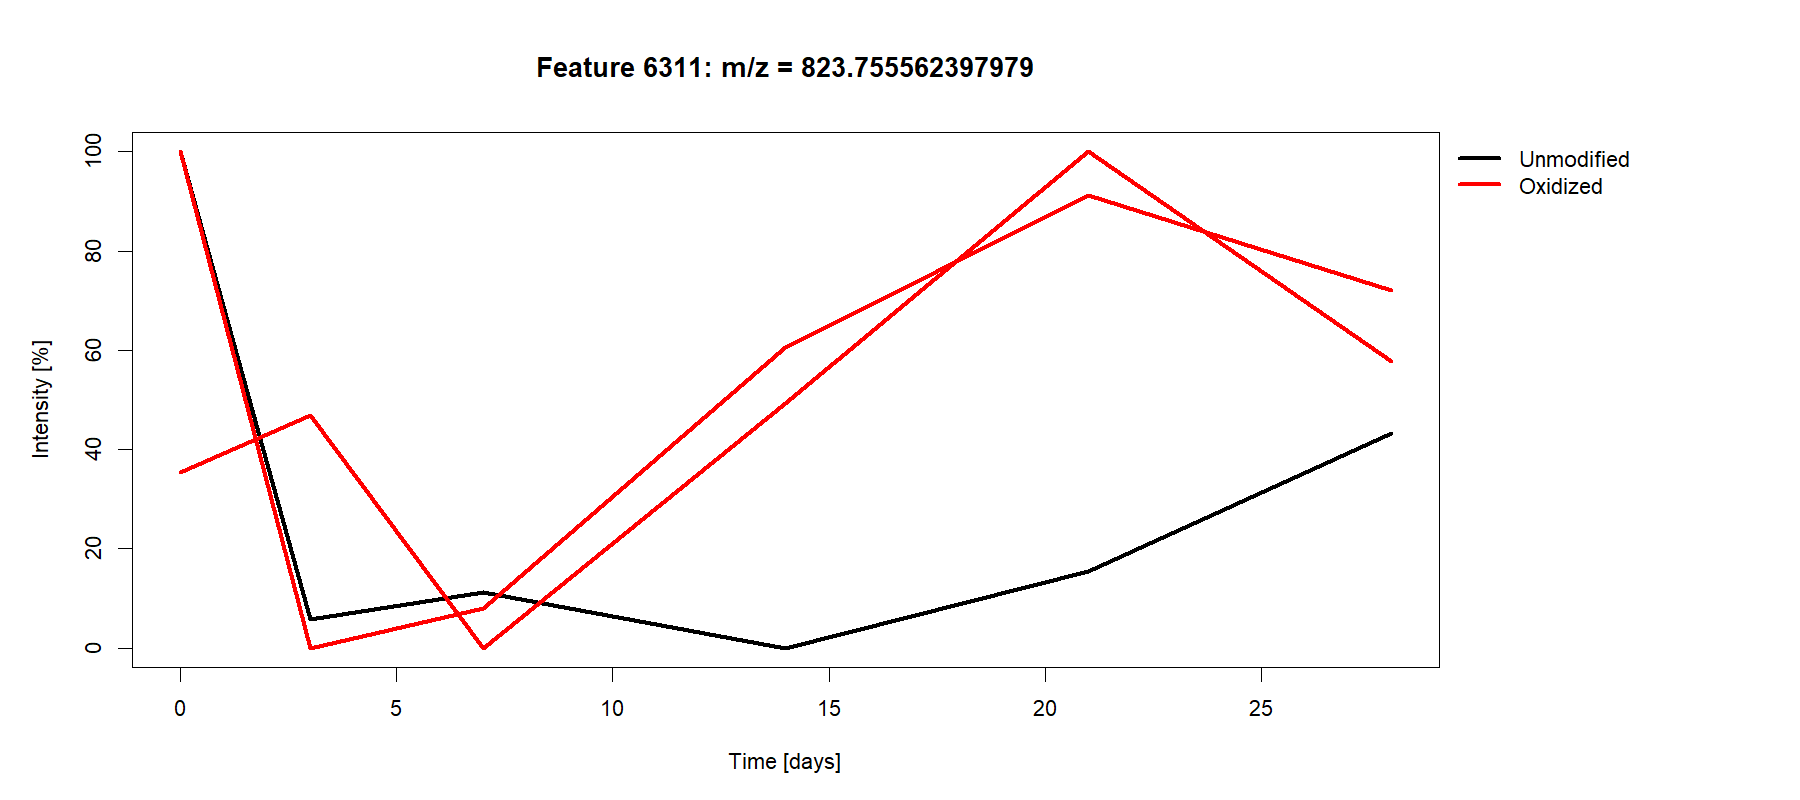 Feature 6311: m/z = 823.755562397979
Unmodified
Oxidized
Intensity [%]
100
80
60
40
20
0
0 5 10 15 20 25
Time [days]